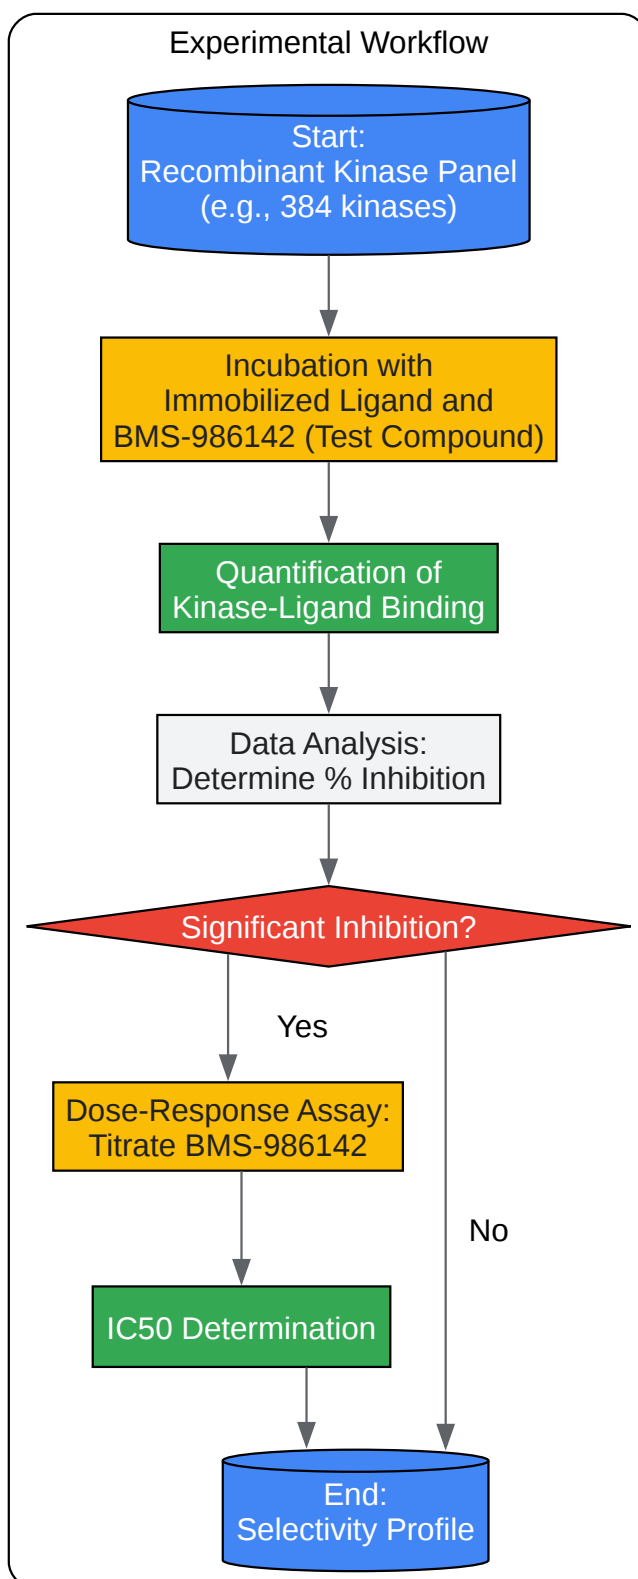 Experimental Workflow
Start:
Recombinant Kinase Panel
(e.g., 384 kinases)
Incubation with
Immobilized Ligand and
BMS-986142 (Test Compound)
Quantification of
Kinase-Ligand Binding
Data Analysis:
Determine % Inhibition
Significant Inhibition?
Yes
Dose-Response Assay:
Titrate BMS-986142
No
IC50 Determination
End:
Selectivity Profile